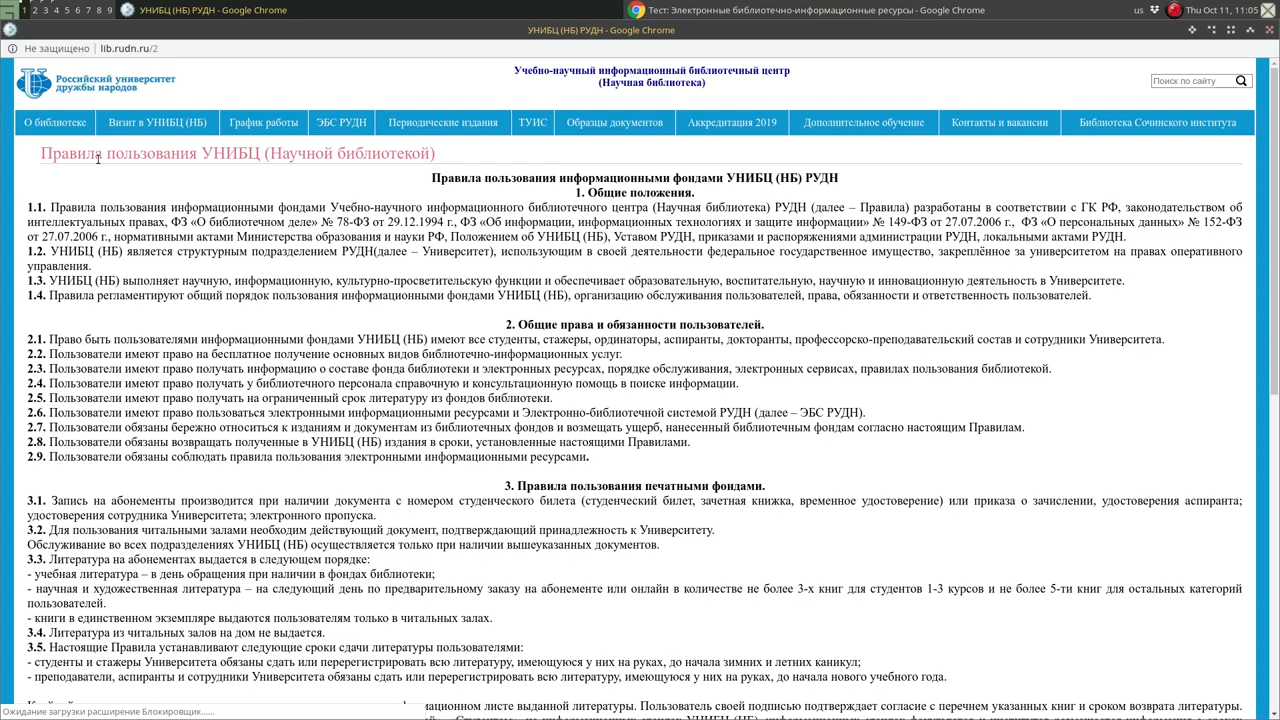 1 2 3 4 5 6 7 8 9 УНИБЦ (НБ) РУДН - Google Chrome Тест: Электронные библиотечно-информационные ресурсы - Google Chrome us Thu Oct 11, 11:05
УНИБЦ (НБ) РУДН - Google Chrome
Не защищено lib.rudn.ru/2
Российский университет
дружбы народов
Учебно-научный информационный библиотечный центр
(Научная библиотека)
Поиск по сайту
О библиотеке Визит в УНИБЦ (НБ) График работы ЭБС РУДН Периодические издания ТУИС Образцы документов Аккредитация 2019 Дополнительное обучение Контакты и вакансии Библиотека Сочинского института
Правила пользования УНИБЦ (Научной библиотекой)
Правила пользования информационными фондами УНИБЦ (НБ) РУДН
1. Общие положения.
1.1. Правила пользования информационными фондами Учебно-научного информационного библиотечного центра (Научная библиотека) РУДН (далее – Правила) разработаны в соответствии с ГК РФ, законодательством об
интеллектуальных правах, ФЗ «О библиотечном деле» № 78-ФЗ от 29.12.1994 г., ФЗ «Об информации, информационных технологиях и защите информации» № 149-ФЗ от 27.07.2006 г., ФЗ «О персональных данных» № 152-ФЗ
от 27.07.2006 г., нормативными актами Министерства образования и науки РФ, Положением об УНИБЦ (НБ), Уставом РУДН, приказами и распоряжениями администрации РУДН, локальными актами РУДН.
1.2. УНИБЦ (НБ) является структурным подразделением РУДН(далее – Университет), использующим в своей деятельности федеральное государственное имущество, закреплённое за университетом на правах оперативного
управления.
1.3. УНИБЦ (НБ) выполняет научную, информационную, культурно-просветительскую функции и обеспечивает образовательную, воспитательную, научную и инновационную деятельность в Университете.
1.4. Правила регламентируют общий порядок пользования информационными фондами УНИБЦ (НБ), организацию обслуживания пользователей, права, обязанности и ответственность пользователей.
2. Общие права и обязанности пользователей.
2.1. Право быть пользователями информационными фондами УНИБЦ (НБ) имеют все студенты, стажеры, ординаторы, аспиранты, докторанты, профессорско-преподавательский состав и сотрудники Университета.
2.2. Пользователи имеют право на бесплатное получение основных видов библиотечно-информационных услуг.
2.3. Пользователи имеют право получать информацию о составе фонда библиотеки и электронных ресурсах, порядке обслуживания, электронных сервисах, правилах пользования библиотекой.
2.4. Пользователи имеют право получать у библиотечного персонала справочную и консультационную помощь в поиске информации.
2.5. Пользователи имеют право получать на ограниченный срок литературу из фондов библиотеки.
2.6. Пользователи имеют право пользоваться электронными информационными ресурсами и Электронно-библиотечной системой РУДН (далее – ЭБС РУДН).
2.7. Пользователи обязаны бережно относиться к изданиям и документам из библиотечных фондов и возмещать ущерб, нанесенный библиотечным фондам согласно настоящим Правилам.
2.8. Пользователи обязаны возвращать полученные в УНИБЦ (НБ) издания в сроки, установленные настоящими Правилами.
2.9. Пользователи обязаны соблюдать правила пользования электронными информационными ресурсами.
3. Правила пользования печатными фондами.
3.1. Запись на абонементы производится при наличии документа с номером студенческого билета (студенческий билет, зачетная книжка, временное удостоверение) или приказа о зачислении, удостоверения аспиранта;
удостоверения сотрудника Университета; электронного пропуска.
3.2. Для пользования читальными залами необходим действующий документ, подтверждающий принадлежность к Университету.
Обслуживание во всех подразделениях УНИБЦ (НБ) осуществляется только при наличии вышеуказанных документов.
3.3. Литература на абонементах выдается в следующем порядке:
- учебная литература – в день обращения при наличии в фондах библиотеки;
- научная и художественная литература – на следующий день по предварительному заказу на абонементе или онлайн в количестве не более 3-х книг для студентов 1-3 курсов и не более 5-ти книг для остальных категорий
пользователей.
- книги в единственном экземпляре выдаются пользователям только в читальных залах.
3.4. Литература из читальных залов на дом не выдается.
3.5. Настоящие Правила устанавливают следующие сроки сдачи литературы пользователями:
- студенты и стажеры Университета обязаны сдать или перерегистрировать всю литературу, имеющуюся у них на руках, до начала зимних и летних каникул;
- преподаватели, аспиранты и сотрудники Университета обязаны сдать или перерегистрировать всю литературу, имеющуюся у них на руках, до начала нового учебного года.
мационном листе выданной литературы. Пользователь своей подписью подтверждает согласие с перечнем указанных книг и сроком возврата литературы.
Ожидание загрузки расширение Блокировщик......